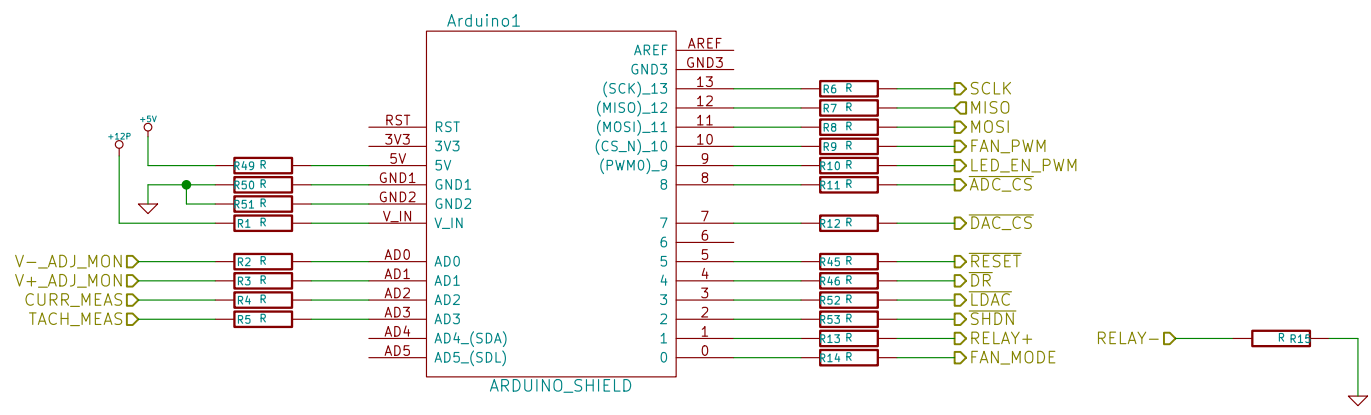 Arduino1
AREF AREF
GND3 GND3
(SCK)_13 13 R6 R SCLK
(MISO)_12 12 R7 R MISO
+5V RST RST (MOSI)_11 11 R8 R MOSI
+12P 3V3 3V3 (CS_N)_10 10 R9 R FAN_PWM
R49 R 5V 5V (PWM0)_9 9 R10 R LED_EN_PWM
R50 R GND1 GND1 8 8 R11 R ADC_CS
R51 R GND2 GND2
R1 R V_IN V_IN 7 7 R12 R DAC_CS
6 6
V-_ADJ_MON R2 R AD0 AD0 5 5 R45 R RESET
V+_ADJ_MON R3 R AD1 AD1 4 4 R46 R DR
CURR_MEAS R4 R AD2 AD2 3 3 R52 R LDAC
TACH_MEAS R5 R AD3 AD3 2 2 R53 R SHDN
AD4 AD4_(SDA) 1 1 R13 R RELAY+ RELAY- R R15
AD5 AD5_(SDL) 0 0 R14 R FAN_MODE
ARDUINO_SHIELD